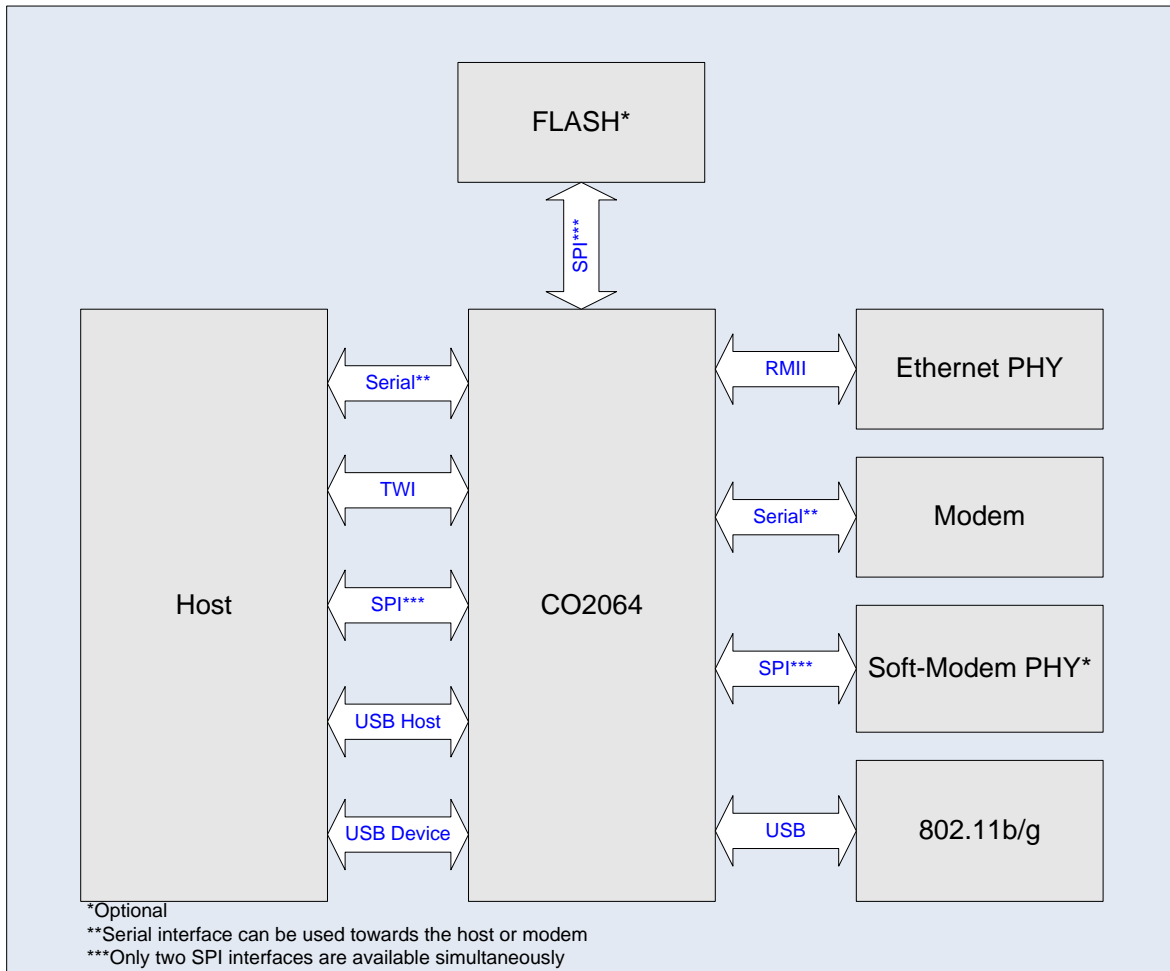 FLASH*
SPI***
Host
Serial**
TWI
SPI***
USB Host
USB Device
CO2064
RMII
Serial**
SPI***
USB
Ethernet PHY
Modem
Soft-Modem PHY*
802.11b/g
*Optional
**Serial interface can be used towards the host or modem
***Only two SPI interfaces are available simultaneously